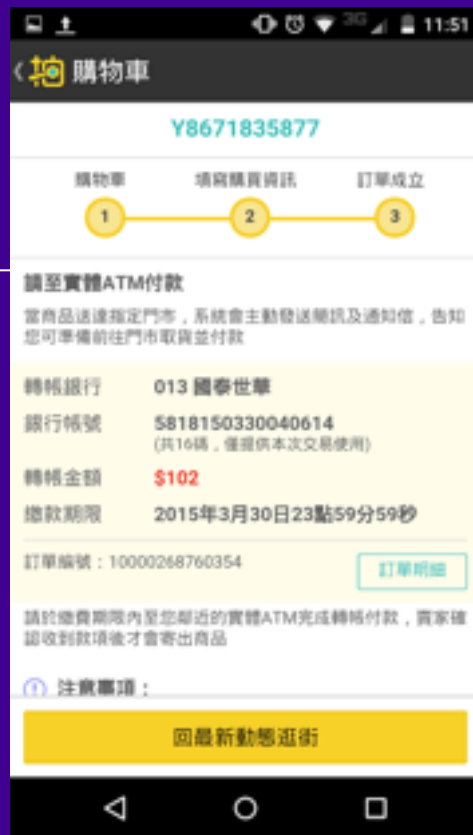 3G 11:51
拍 購物車
Y8671835877
購物車 填寫購買資訊 訂單成立
1 2 3
請至實體ATM付款
當商品送達指定門市，系統會主動發送簡訊及通知信，告知
您可準備前往門市取貨並付款
轉帳銀行 013 國泰世華
銀行帳號 5818150330040614
(共16碼，僅提供本次交易使用)
轉帳金額 $102
繳款期限 2015年3月30日23點59分59秒
訂單編號：10000268760354 訂單明細
請於繳費期限內至您鄰近的實體ATM完成轉帳付款，賣家確
認收到款項後才會寄出商品
注意事項：
回最新動態逛街